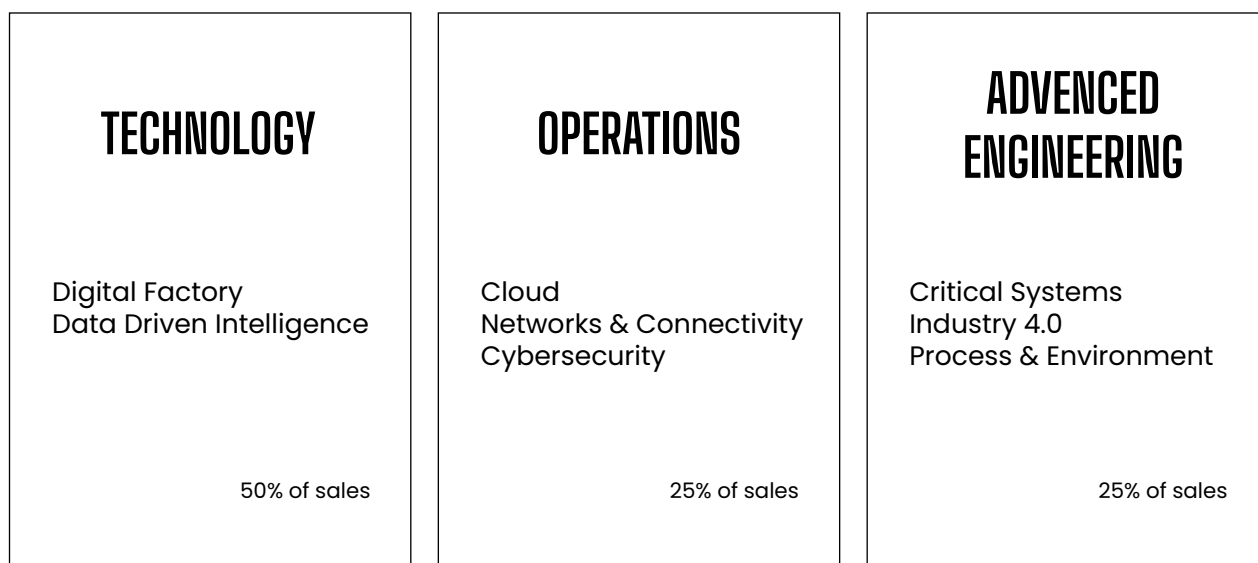 TECHNOLOGY
Digital Factory
Data Driven Intelligence
50% of sales
OPERATIONS
Cloud
Networks & Connectivity
Cybersecurity
25% of sales
ADVENCED
ENGINEERING
Critical Systems
Industry 4.0
Process & Environment
25% of sales